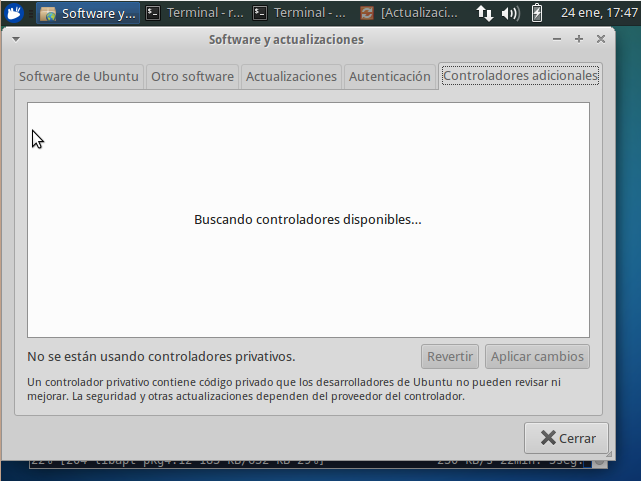 Software y... Terminal - r... Terminal - ... [Actualizaci... 24 ene, 17:47
Software y actualizaciones
Software de Ubuntu Otro software Actualizaciones Autenticación Controladores adicionales
Buscando controladores disponibles...
No se están usando controladores privativos. Revertir Aplicar cambios
Un controlador privativo contiene código privado que los desarrolladores de Ubuntu no pueden revisar ni
mejorar. La seguridad y otras actualizaciones dependen del proveedor del controlador.
Cerrar